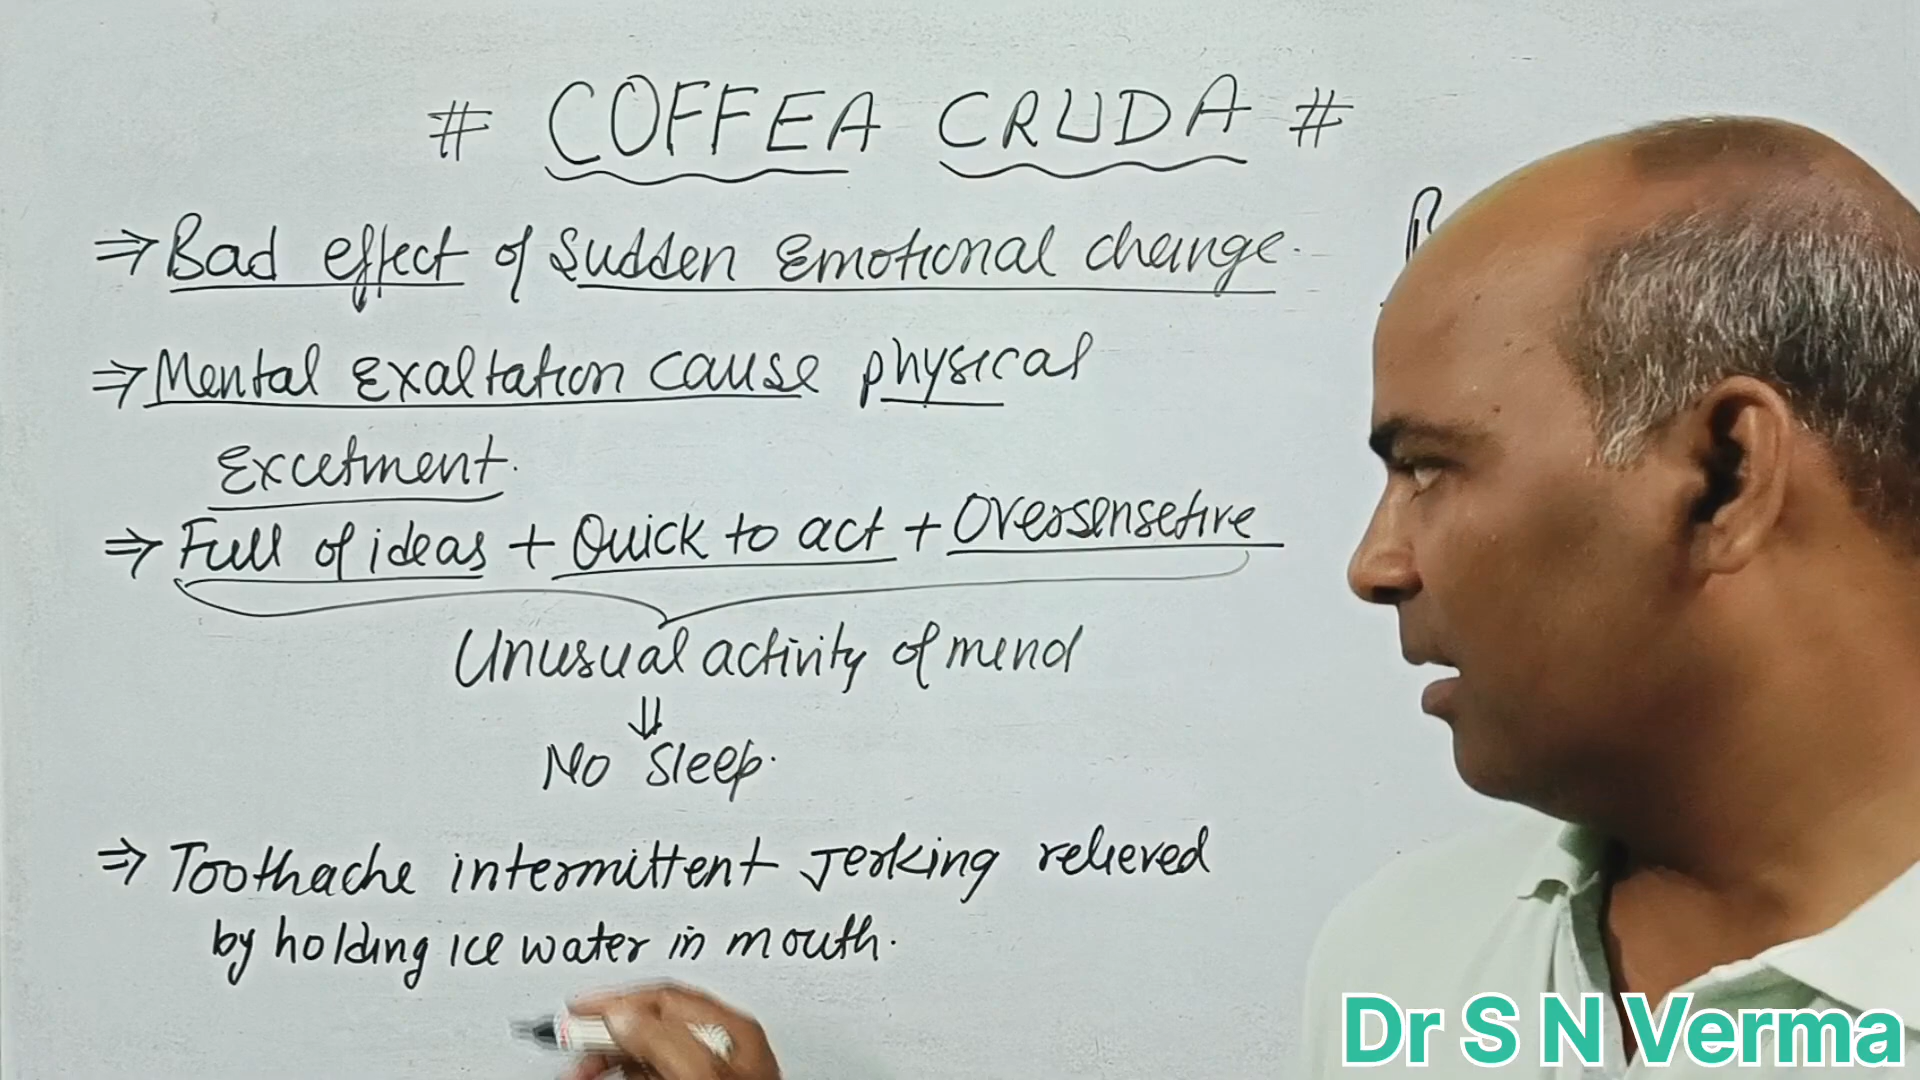 # COFFEA CRUDA #
⇒ Bad effect of Sudden Emotional change.
⇒ Mental Exaltation cause physical
Excetment.
⇒ Full of ideas + Quick to act + Oversensetive
Unusual activity of mend
⇓
No Sleep.
⇒ Toothache intermittent Jerking relieved
by holding ice water in mouth.
Dr S N Verma